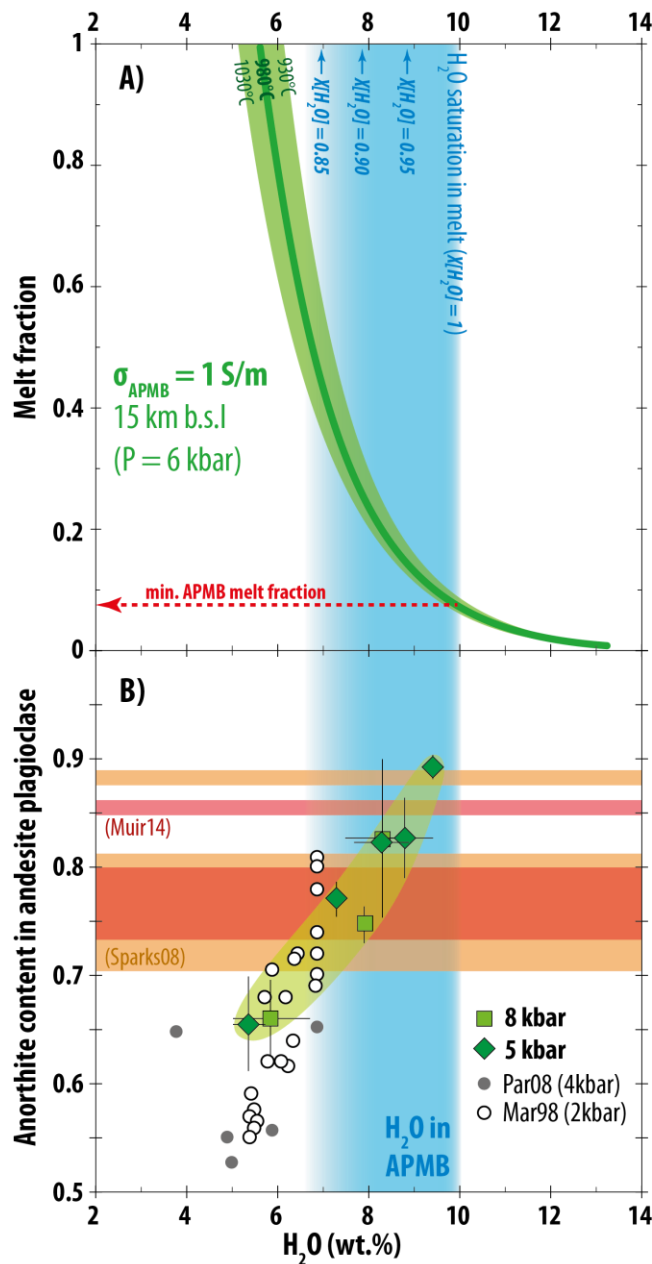 2 4 6 8 10 12 14
A)
1
0.8
0.6
0.4
0.2
0
Melt fraction
1030°C
980°C
930°C
← X[H₂O] = 0.85
← X[H₂O] = 0.90
← X[H₂O] = 0.95
H₂O saturation in melt (X[H₂O] = 1)
σAPMB = 1 S/m
15 km b.s.l
(P = 6 kbar)
min. APMB melt fraction
B)
0.9
0.8
0.7
0.6
0.5
Anorthite content in andesite plagioclase
(Muir14)
(Sparks08)
8 kbar
5 kbar
Par08 (4kbar)
Mar98 (2kbar)
H₂O in
APMB
2 4 6 8 10 12 14
H₂O (wt.%)